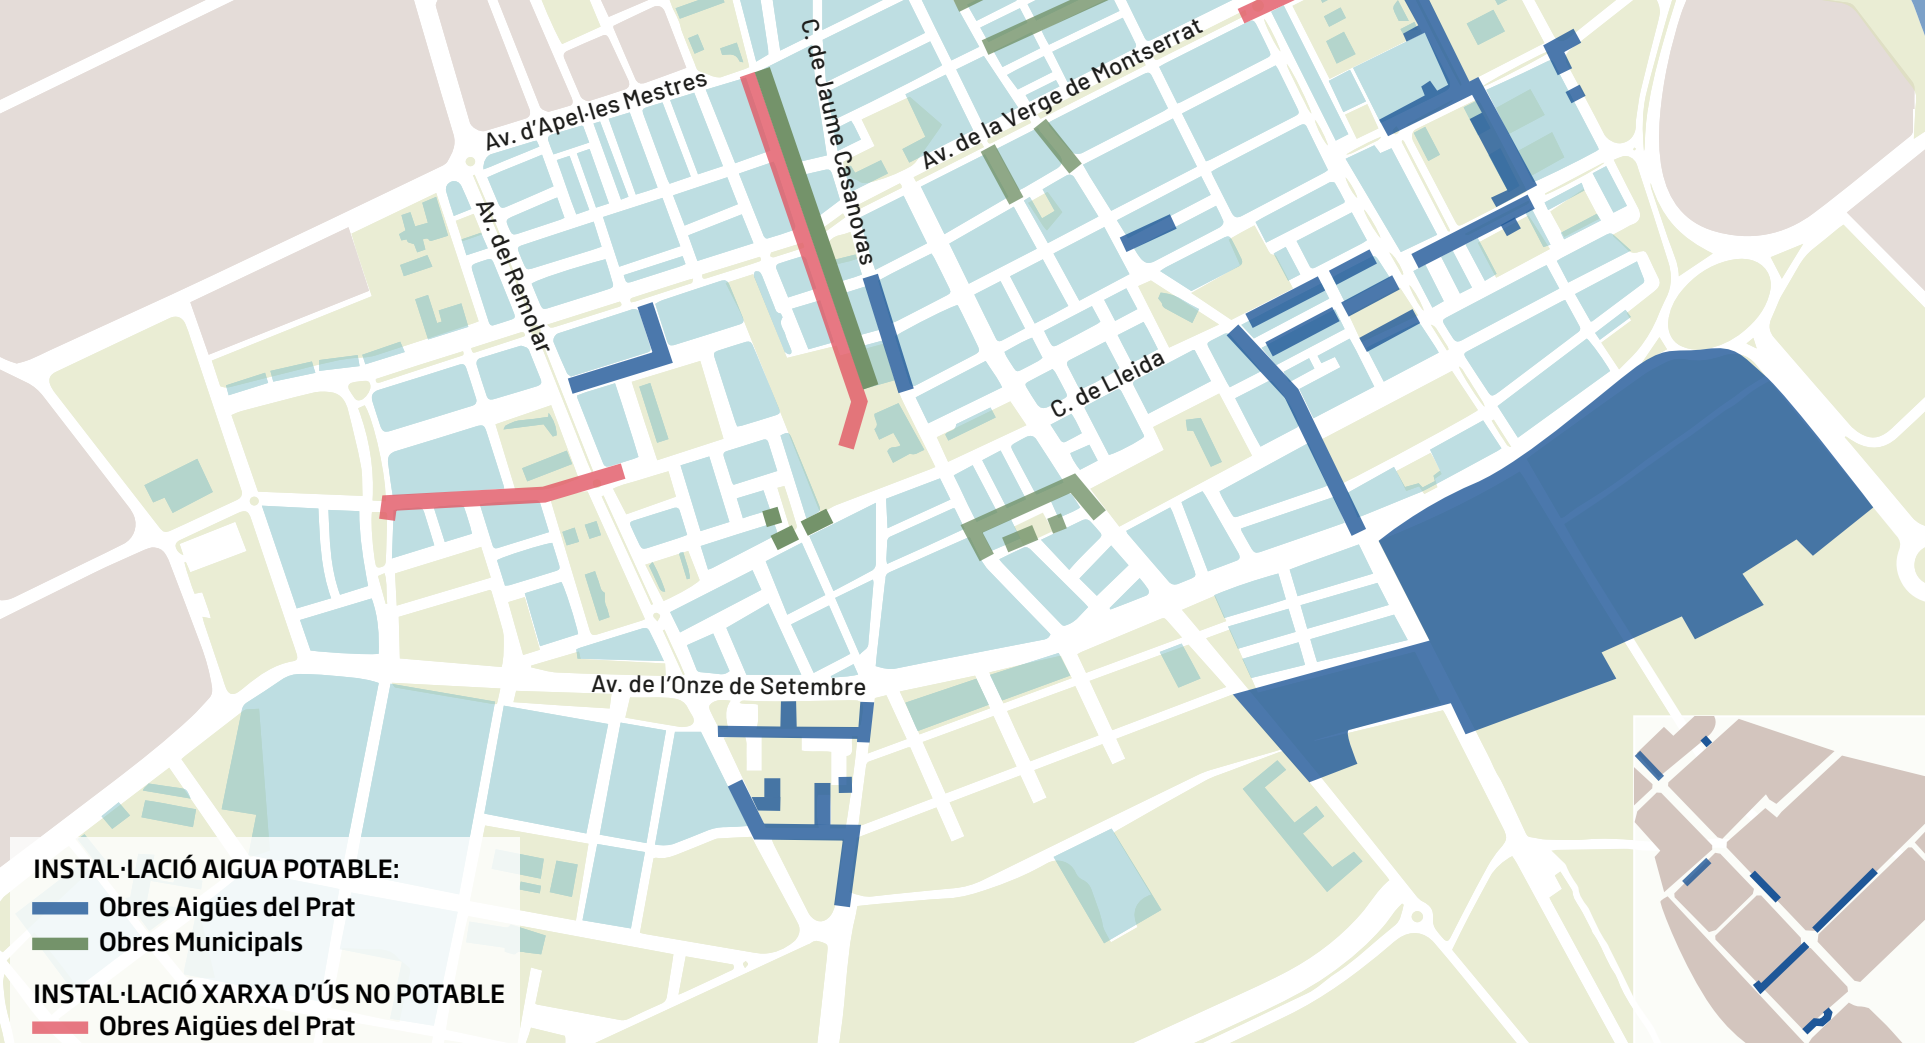 C. de Jaume Casanovas
Av. de la Verge de Montserrat
Av. d'Apel·les Mestres
Av. del Remolar
C. de Lleida
Av. de l'Onze de Setembre
INSTAL·LACIÓ AIGUA POTABLE:
Obres Aigües del Prat
Obres Municipals
INSTAL·LACIÓ XARXA D'ÚS NO POTABLE
Obres Aigües del Prat